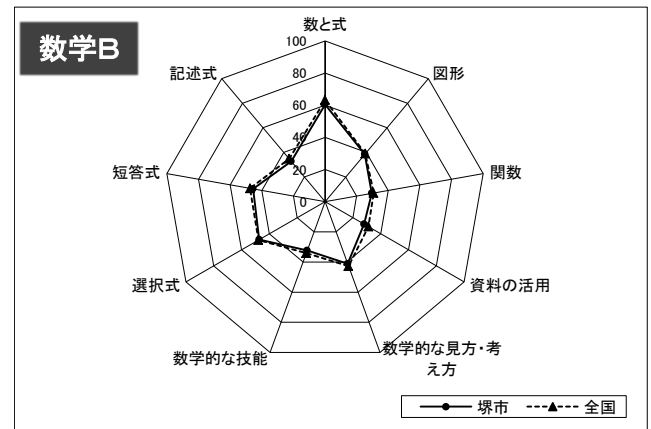 数学B
数と式
100
80
60
40
20
0
図形
関数
資料の活用
数学的な見方・考
え方
数学的な技能
選択式
短答式
記述式
堺市
全国